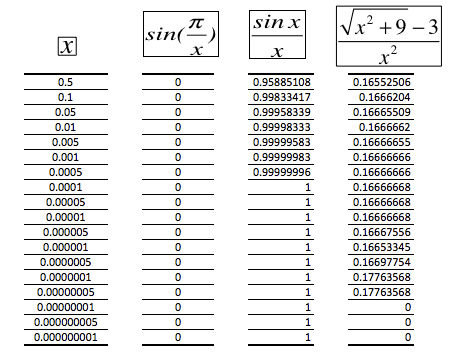 x sin(π/x) sin x/x √x² + 9 − 3/x²
0.5 0 0.95885108 0.16552506
0.1 0 0.99833417 0.1666204
0.05 0 0.99958339 0.16665509
0.01 0 0.99998333 0.1666662
0.005 0 0.99999583 0.16666655
0.001 0 0.99999983 0.16666666
0.0005 0 0.99999996 0.16666666
0.0001 0 1 0.16666668
0.00005 0 1 0.16666668
0.00001 0 1 0.16666668
0.000005 0 1 0.16667556
0.000001 0 1 0.16653345
0.0000005 0 1 0.16697754
0.0000001 0 1 0.17763568
0.00000005 0 1 0.17763568
0.00000001 0 1 0
0.000000005 0 1 0
0.000000001 0 1 0